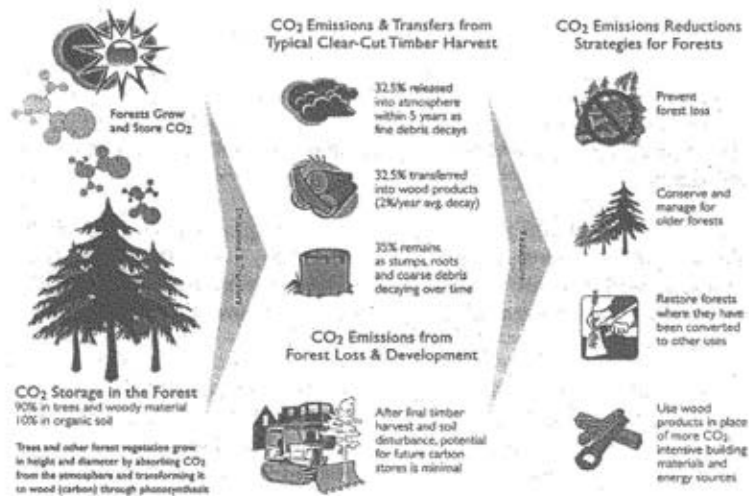 Forests Grow
and Store CO2
CO2 Storage in the Forest
90% in trees and woody material
10% in organic soil
Trees and other forest vegetation grow
in height and diameter by absorbing CO2
from the atmosphere and transforming it
to wood (carbon) through photosynthesis
Emissions & Transfers
CO2 Emissions & Transfers from
Typical Clear-Cut Timber Harvest
32.5% released
into atmosphere
within 5 years as
fine debris decays
32.5% transferred
into wood products
(2%/year avg. decay)
35% remains
as stumps, roots
and coarse debris
decaying over time
CO2 Emissions from
Forest Loss & Development
After final timber
harvest and soil
disturbance, potential
for future carbon
stores is minimal
CO2 Emissions Reductions
Strategies for Forests
Prevent
forest loss
Conserve and
manage for
older forests
Restore forests
where they have
been converted
to other uses
Use wood
products in place
of more CO2
intensive building
materials and
energy sources